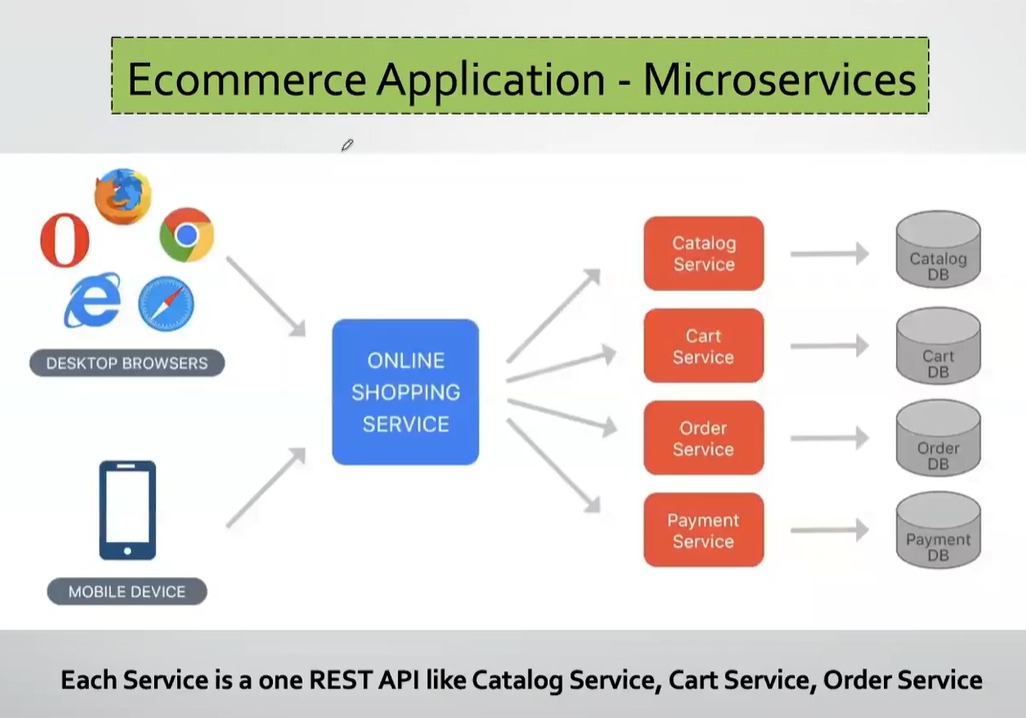 Ecommerce Application - Microservices
DESKTOP BROWSERS
MOBILE DEVICE
ONLINE
SHOPPING
SERVICE
Catalog
Service
Cart
Service
Order
Service
Payment
Service
Catalog
DB
Cart
DB
Order
DB
Payment
DB
Each Service is a one REST API like Catalog Service, Cart Service, Order Service